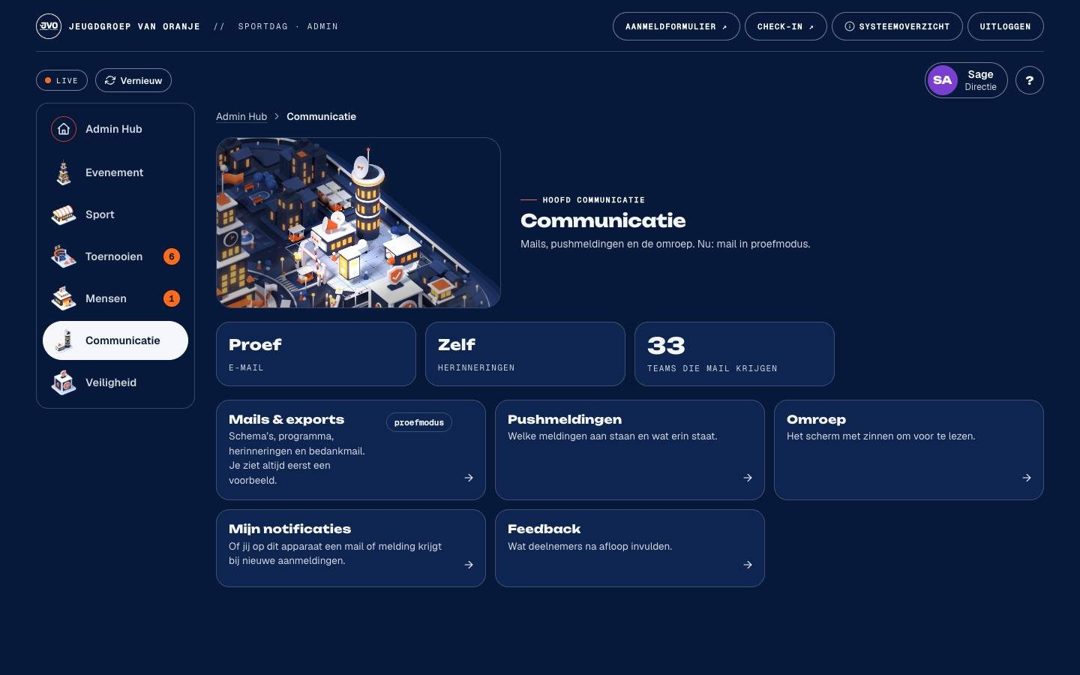 JVO JEUGDGROEP VAN ORANJE // SPORTDAG · ADMIN
AANMELDFORMULIER ↗
CHECK-IN ↗
SYSTEEMOVERZICHT
UITLOGGEN
LIVE
Vernieuw
SA
Sage
Directie
?
Admin Hub
Evenement
Sport
Toernooien 6
Mensen 1
Communicatie
Veiligheid
Admin Hub > Communicatie
HOOFD COMMUNICATIE
Communicatie
Mails, pushmeldingen en de omroep. Nu: mail in proefmodus.
Proef
E-MAIL
Zelf
HERINNERINGEN
33
TEAMS DIE MAIL KRIJGEN
Mails & exports
proefmodus
Schema's, programma,
herinneringen en bedankmail.
Je ziet altijd eerst een
voorbeeld.
→
Pushmeldingen
Welke meldingen aan staan en wat erin staat.
→
Omroep
Het scherm met zinnen om voor te lezen.
→
Mijn notificaties
Of jij op dit apparaat een mail of melding krijgt
bij nieuwe aanmeldingen.
→
Feedback
Wat deelnemers na afloop invulden.
→